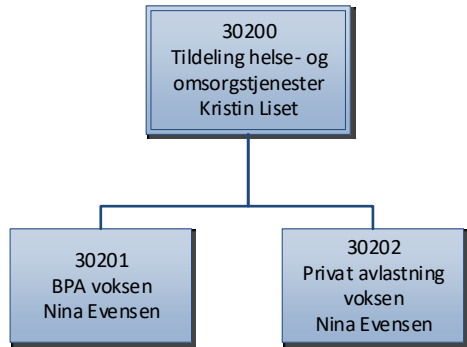 30200
Tildeling helse- og
omsorgstjenester
Kristin Liset
30201
BPA voksen
Nina Evensen
30202
Privat avlastning
voksen
Nina Evensen